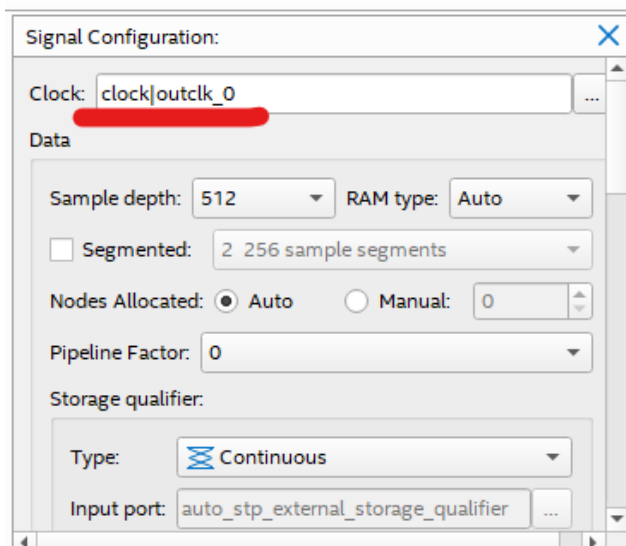 Signal Configuration:
Clock: clock|outclk_0 ...
Data
Sample depth: 512 RAM type: Auto
Segmented: 2 256 sample segments
Nodes Allocated: Auto Manual: 0
Pipeline Factor: 0
Storage qualifier:
Type: Continuous
Input port: auto_stp_external_storage_qualifier ...